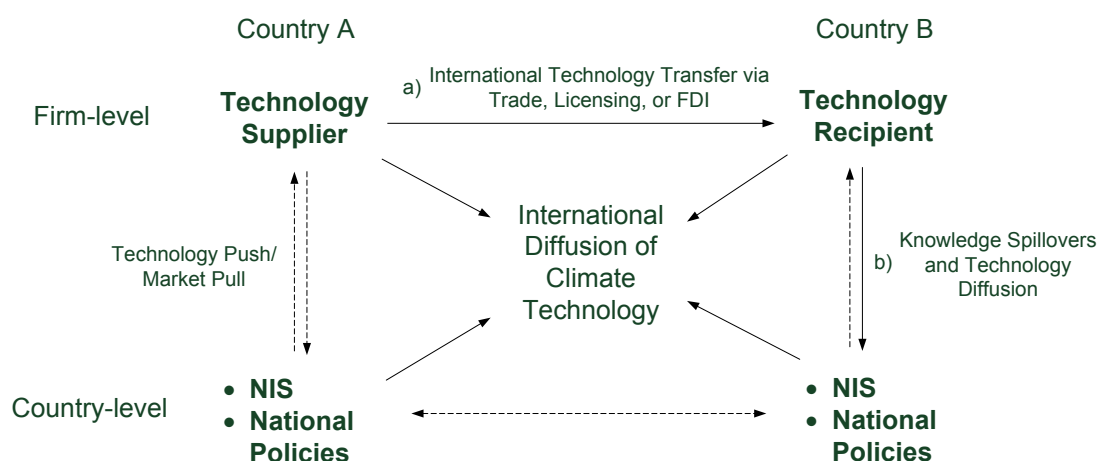 Country A
Country B
a) International Technology Transfer via
Trade, Licensing, or FDI
Firm-level
Technology
Supplier
Technology
Recipient
International
Diffusion of
Climate
Technology
Technology Push/
Market Pull
b) Knowledge Spillovers
and Technology
Diffusion
Country-level
• NIS
• National
Policies
• NIS
• National
Policies